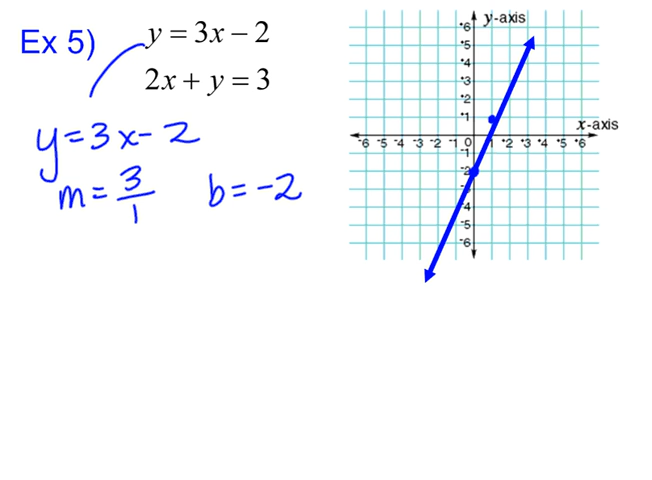 Ex 5)
y = 3x − 2
2x + y = 3
y = 3x - 2
m = 3/1 b = -2
y-axis
+6
+5
+4
+3
+2
+1
x-axis
-6 -5 -4 -3 -2 -1 0 1 +2 +3 +4 +5 +6
-1
-2
-4
-5
-6